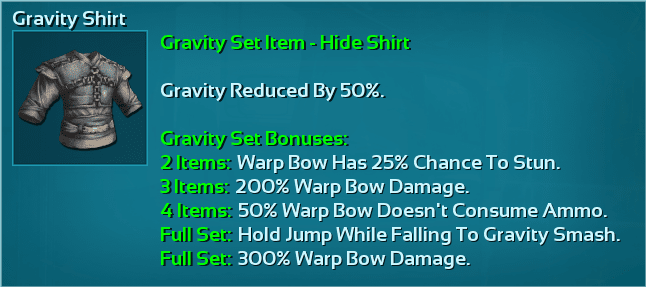 Gravity Shirt
Gravity Set Item - Hide Shirt
Gravity Reduced By 50%.
Gravity Set Bonuses:
2 Items: Warp Bow Has 25% Chance To Stun.
3 Items: 200% Warp Bow Damage.
4 Items: 50% Warp Bow Doesn't Consume Ammo.
Full Set: Hold Jump While Falling To Gravity Smash.
Full Set: 300% Warp Bow Damage.